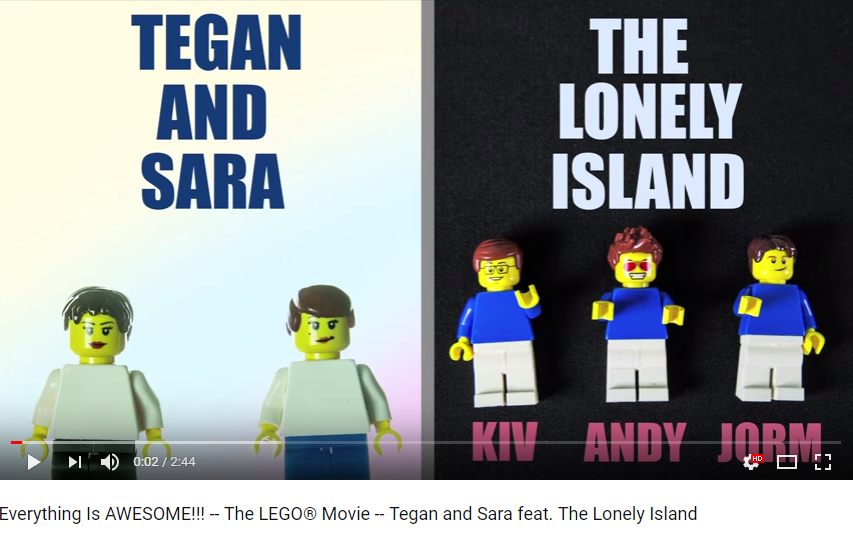 TEGAN
AND
SARA
THE
LONELY
ISLAND
KIV ANDY JORM
0:02 / 2:44
HD
Everything Is AWESOME!!! -- The LEGO® Movie -- Tegan and Sara feat. The Lonely Island